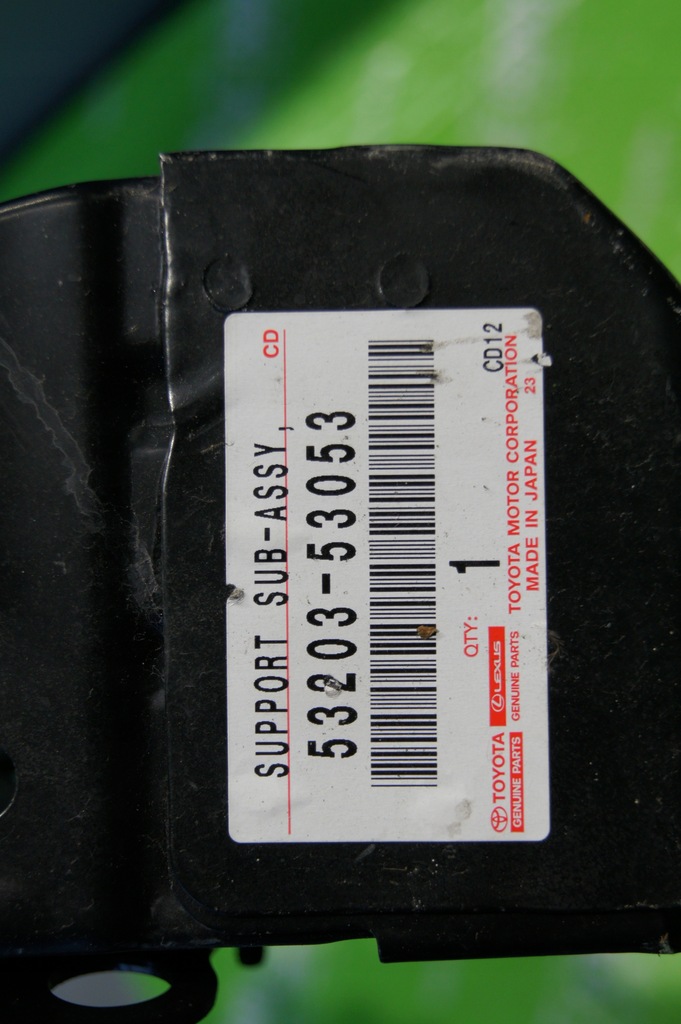 CD
SUPPORT SUB-ASSY,
53203-53053
QTY:
1
CD12
TOYOTA
GENUINE PARTS
LEXUS
GENUINE PARTS
TOYOTA MOTOR CORPORATION
MADE IN JAPAN
23